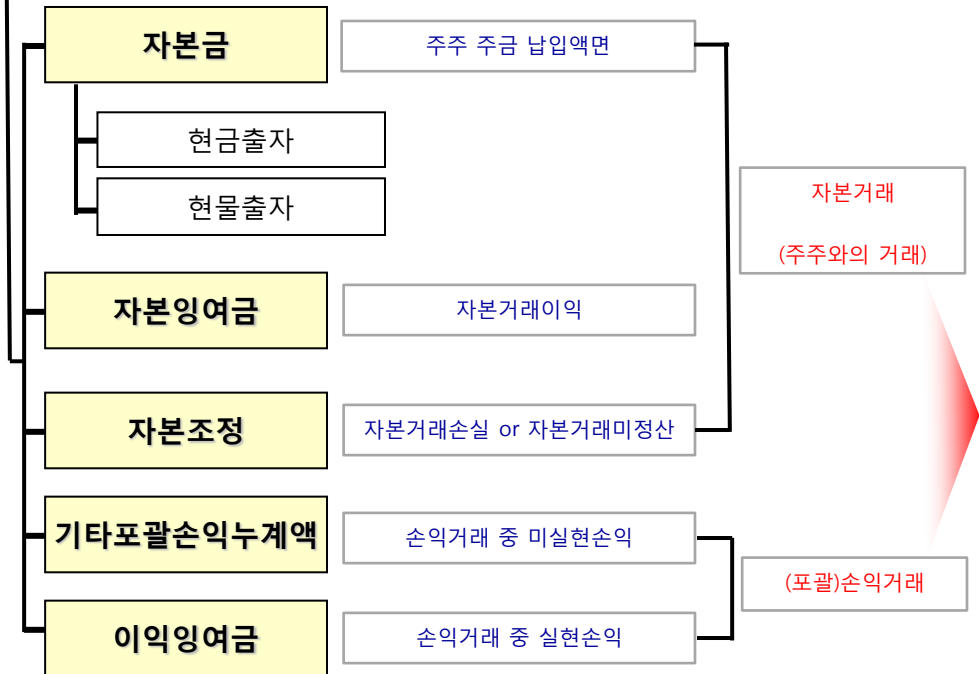 자본금
주주 주금 납입액면
현금출자
현물출자
자본거래
(주주와의 거래)
자본잉여금
자본거래이익
자본조정
자본거래손실 or 자본거래미정산
기타포괄손익누계액
손익거래 중 미실현손익
(포괄)손익거래
이익잉여금
손익거래 중 실현손익